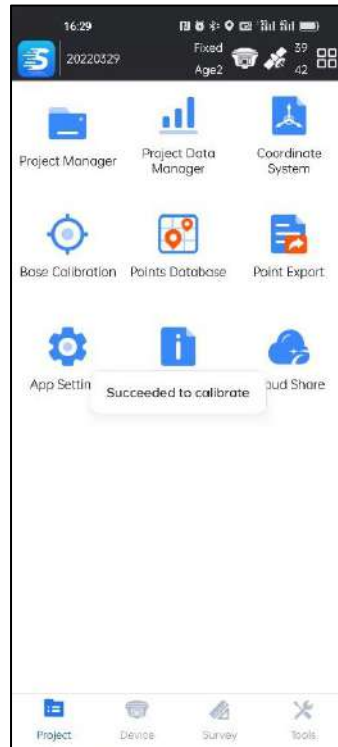 16:29
20220329
Fixed
Age2
39
42
Project Manager
Project Data
Manager
Coordinate
System
Base Calibration
Points Database
Point Export
App Settin
oud Share
Succeeded to calibrate
Project
Device
Survey
Tools